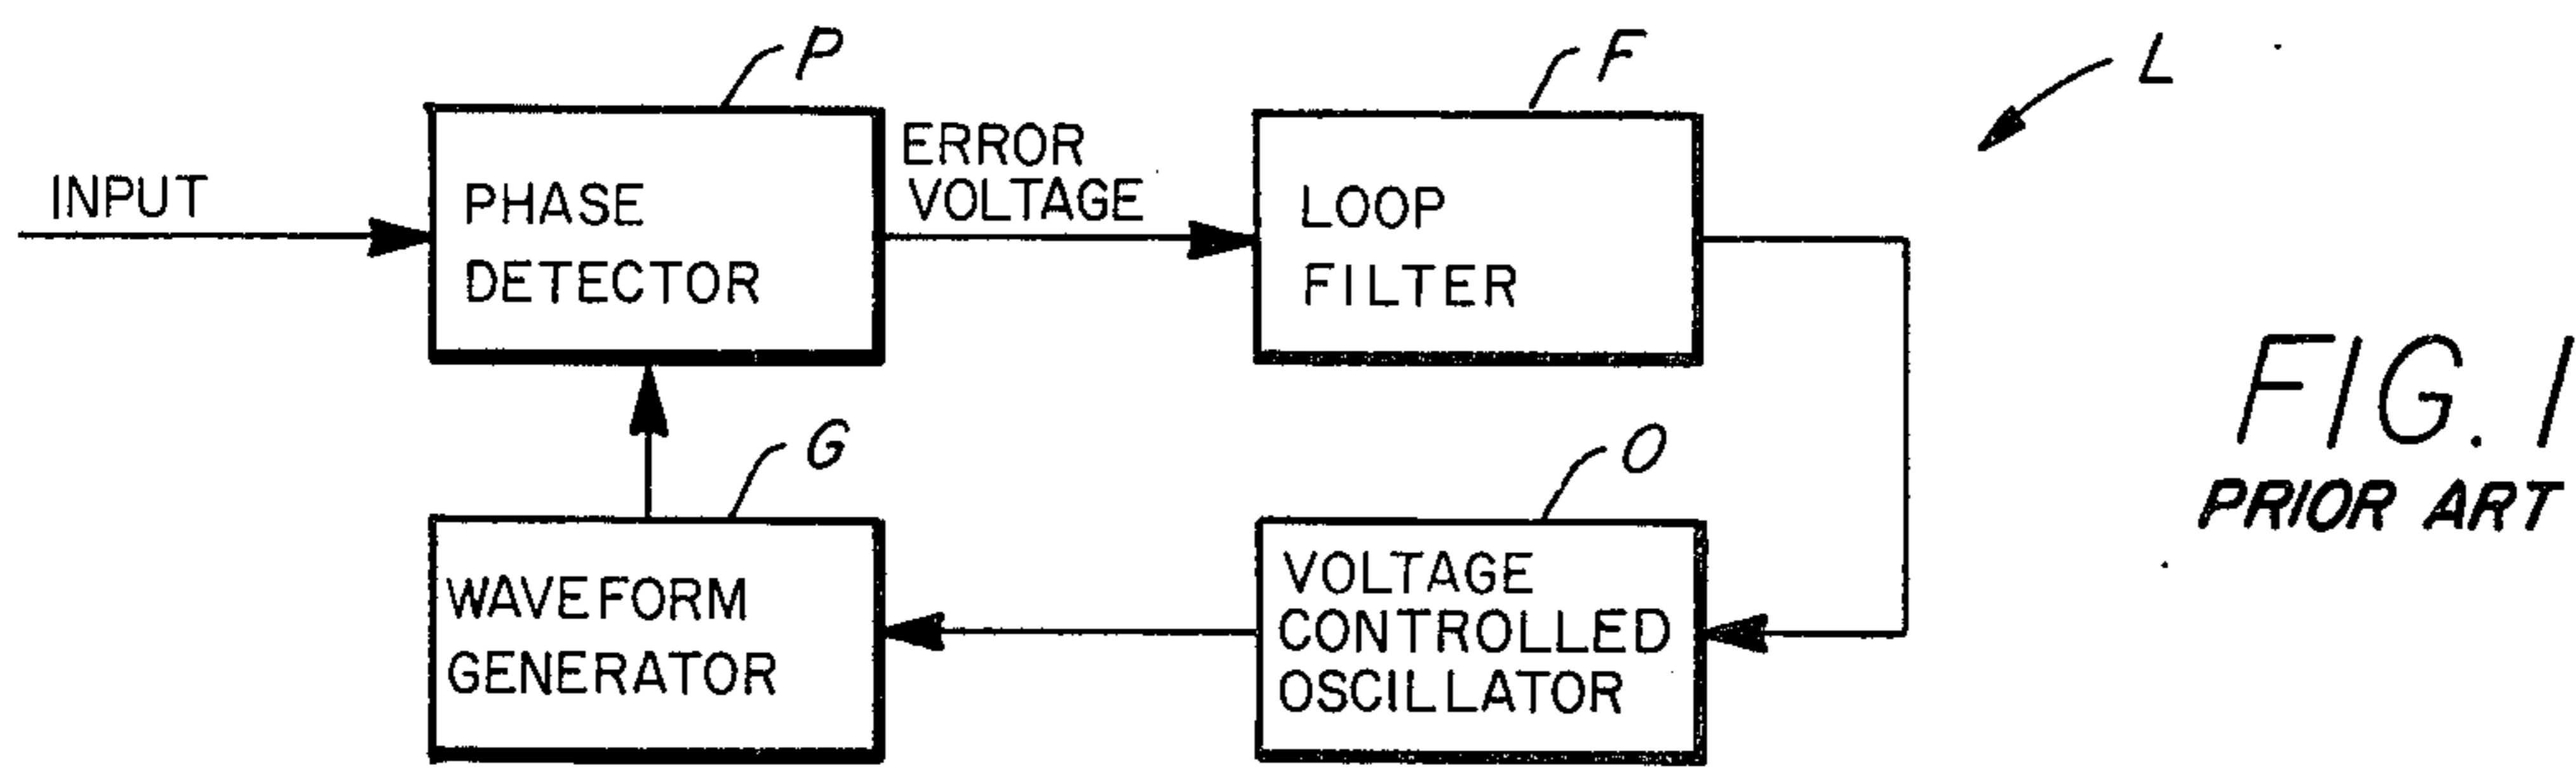 P
F
L
INPUT
PHASE
DETECTOR
ERROR
VOLTAGE
LOOP
FILTER
G
O
WAVEFORM
GENERATOR
VOLTAGE
CONTROLLED
OSCILLATOR
FIG. 1
PRIOR ART